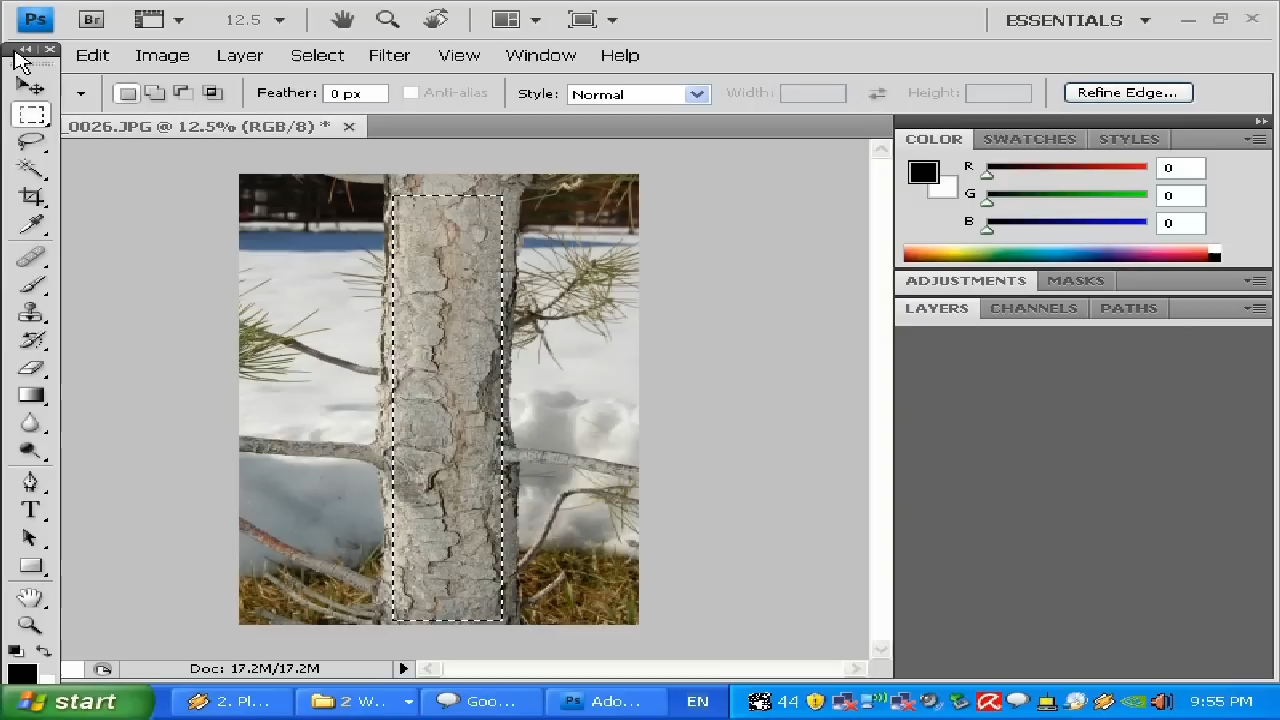 Ps Br 12.5 ESSENTIALS
Edit Image Layer Select Filter View Window Help
Feather: 0 px Anti-alias Style: Normal Width: Height: Refine Edge...
_0026.JPG @ 12.5% (RGB/8) *
COLOR SWATCHES STYLES
R 0
G 0
B 0
ADJUSTMENTS MASKS
LAYERS CHANNELS PATHS
T
Doc: 17.2M/17.2M
start 2. Pl... 2 W... Goo... Ps Ado... EN 44 9:55 PM